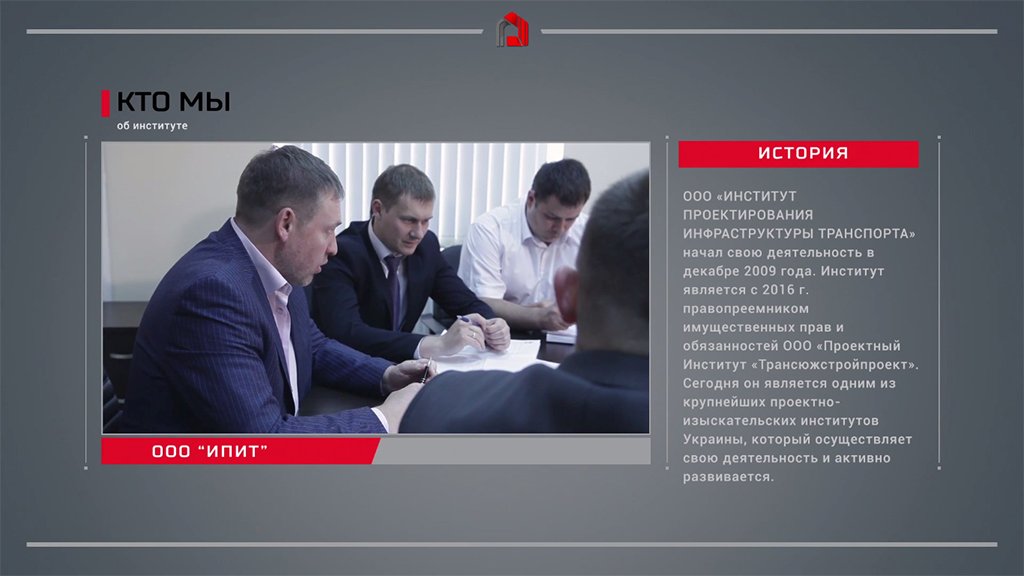 КТО МЫ
об институте
ООО “ИПИТ”
ИСТОРИЯ
ООО «ИНСТИТУТ
ПРОЕКТИРОВАНИЯ
ИНФРАСТРУКТУРЫ ТРАНСПОРТА»
начал свою деятельность в
декабре 2009 года. Институт
является с 2016 г.
правопреемником
имущественных прав и
обязанностей ООО «Проектный
Институт «Трансюжстройпроект».
Сегодня он является одним из
крупнейших проектно-
изыскательских институтов
Украины, который осуществляет
свою деятельность и активно
развивается.